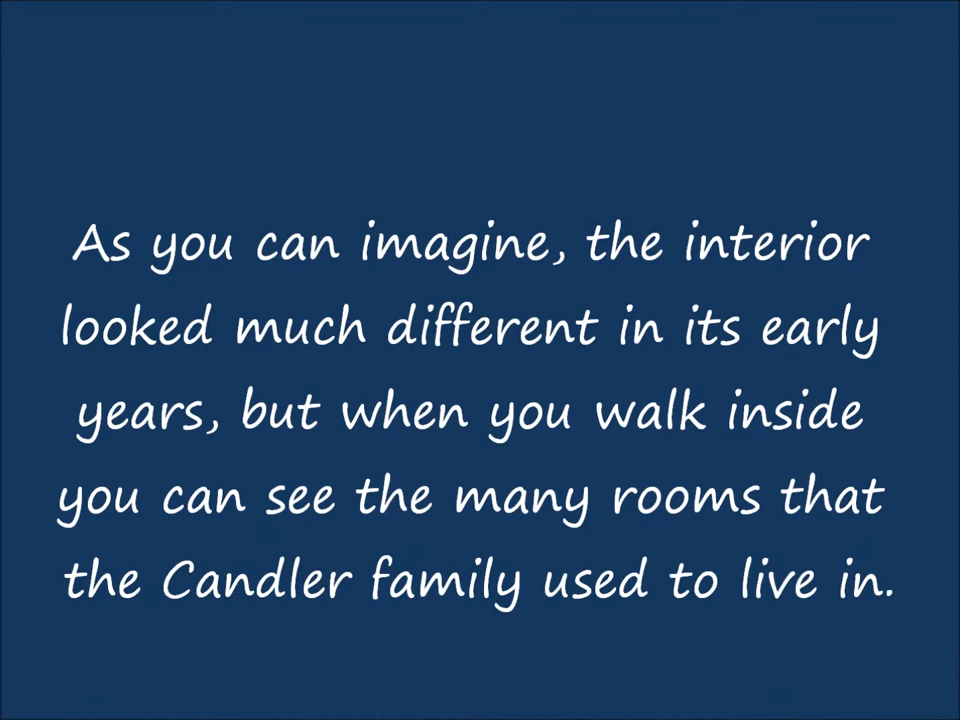 As you can imagine, the interior
looked much different in its early
years, but when you walk inside
you can see the many rooms that
the Candler family used to live in.